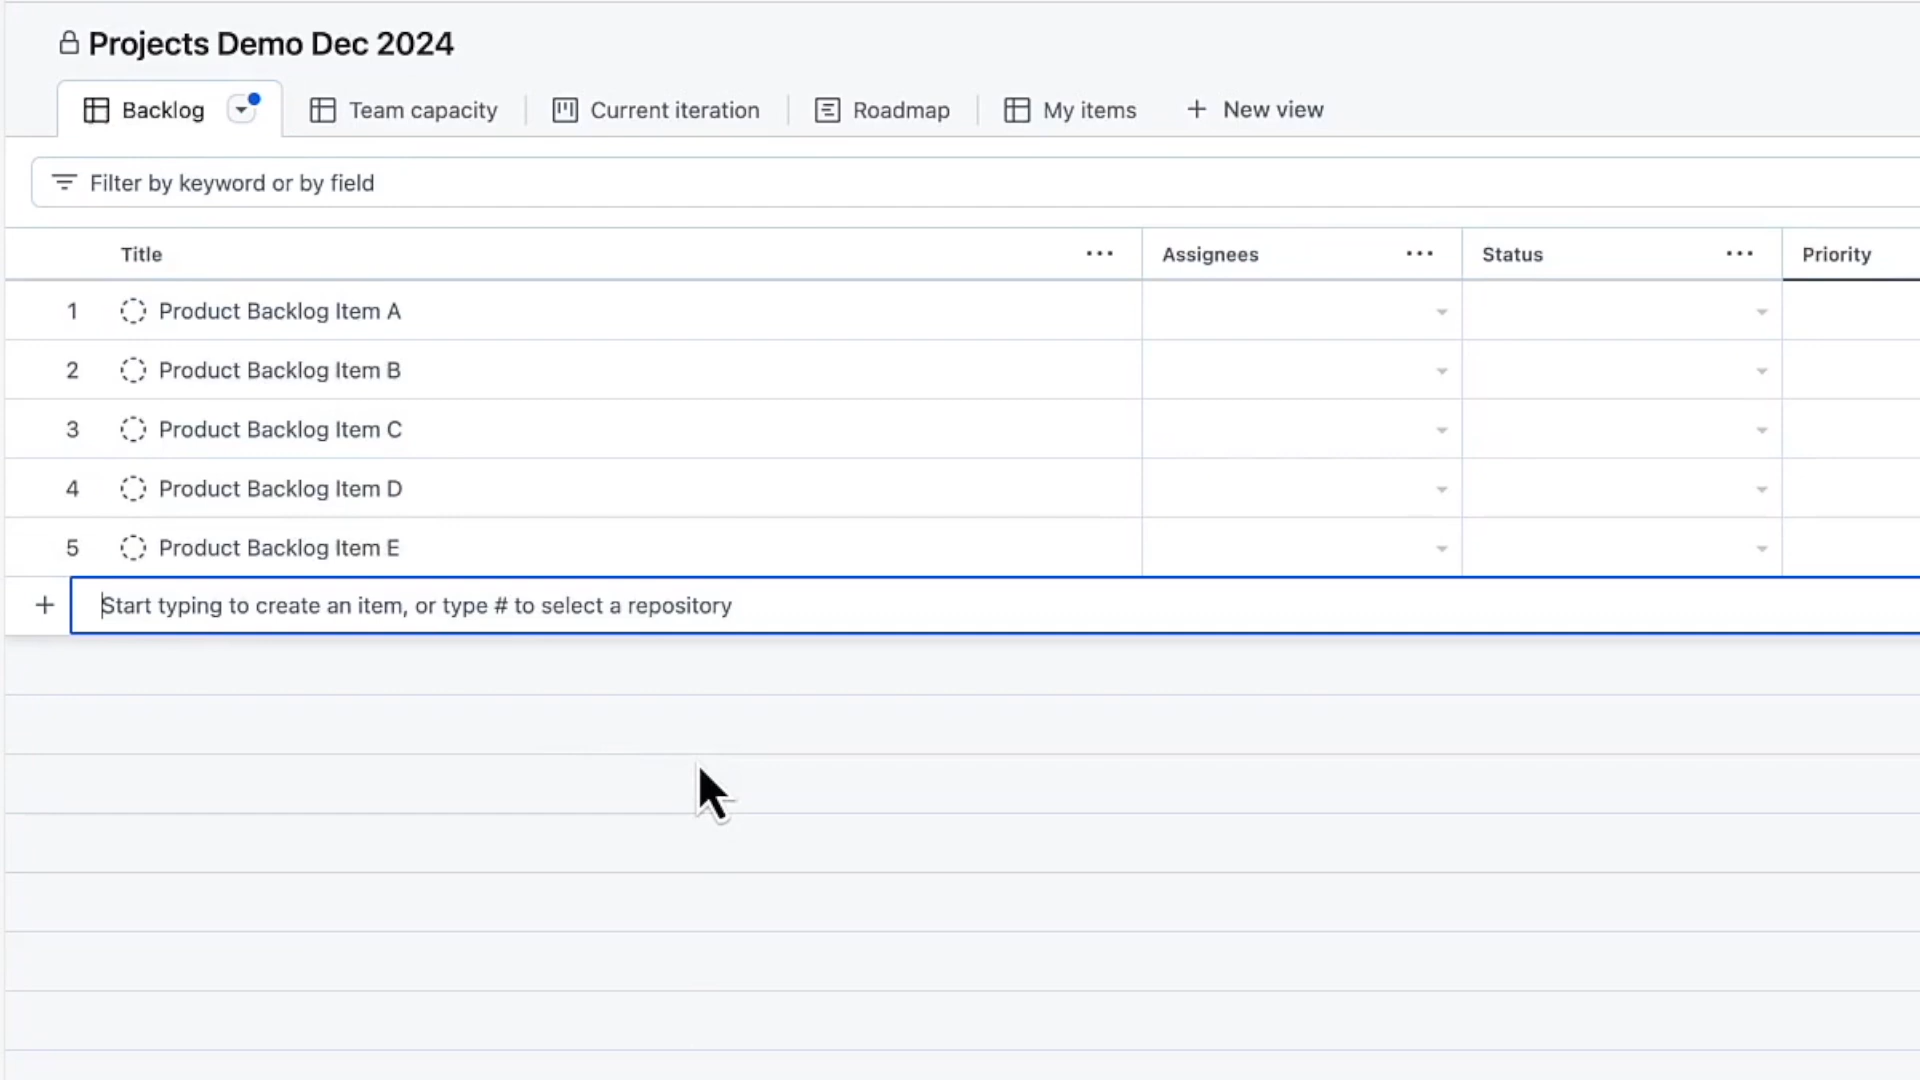 Projects Demo Dec 2024
Backlog Team capacity Current iteration Roadmap My items + New view
Filter by keyword or by field
Title ... Assignees ... Status ... Priority
1 Product Backlog Item A
2 Product Backlog Item B
3 Product Backlog Item C
4 Product Backlog Item D
5 Product Backlog Item E
+ Start typing to create an item, or type # to select a repository